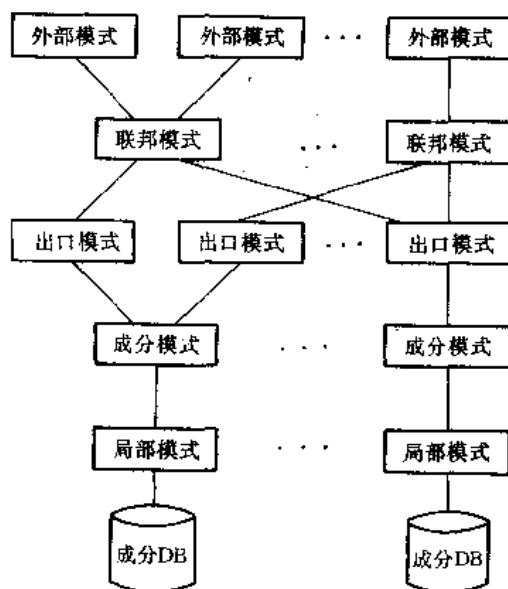 外部模式 外部模式 · · · 外部模式
联邦模式 · · · 联邦模式
出口模式 出口模式 · · · 出口模式
成分模式 · · · 成分模式
局部模式 · · · 局部模式
成分DB 成分DB